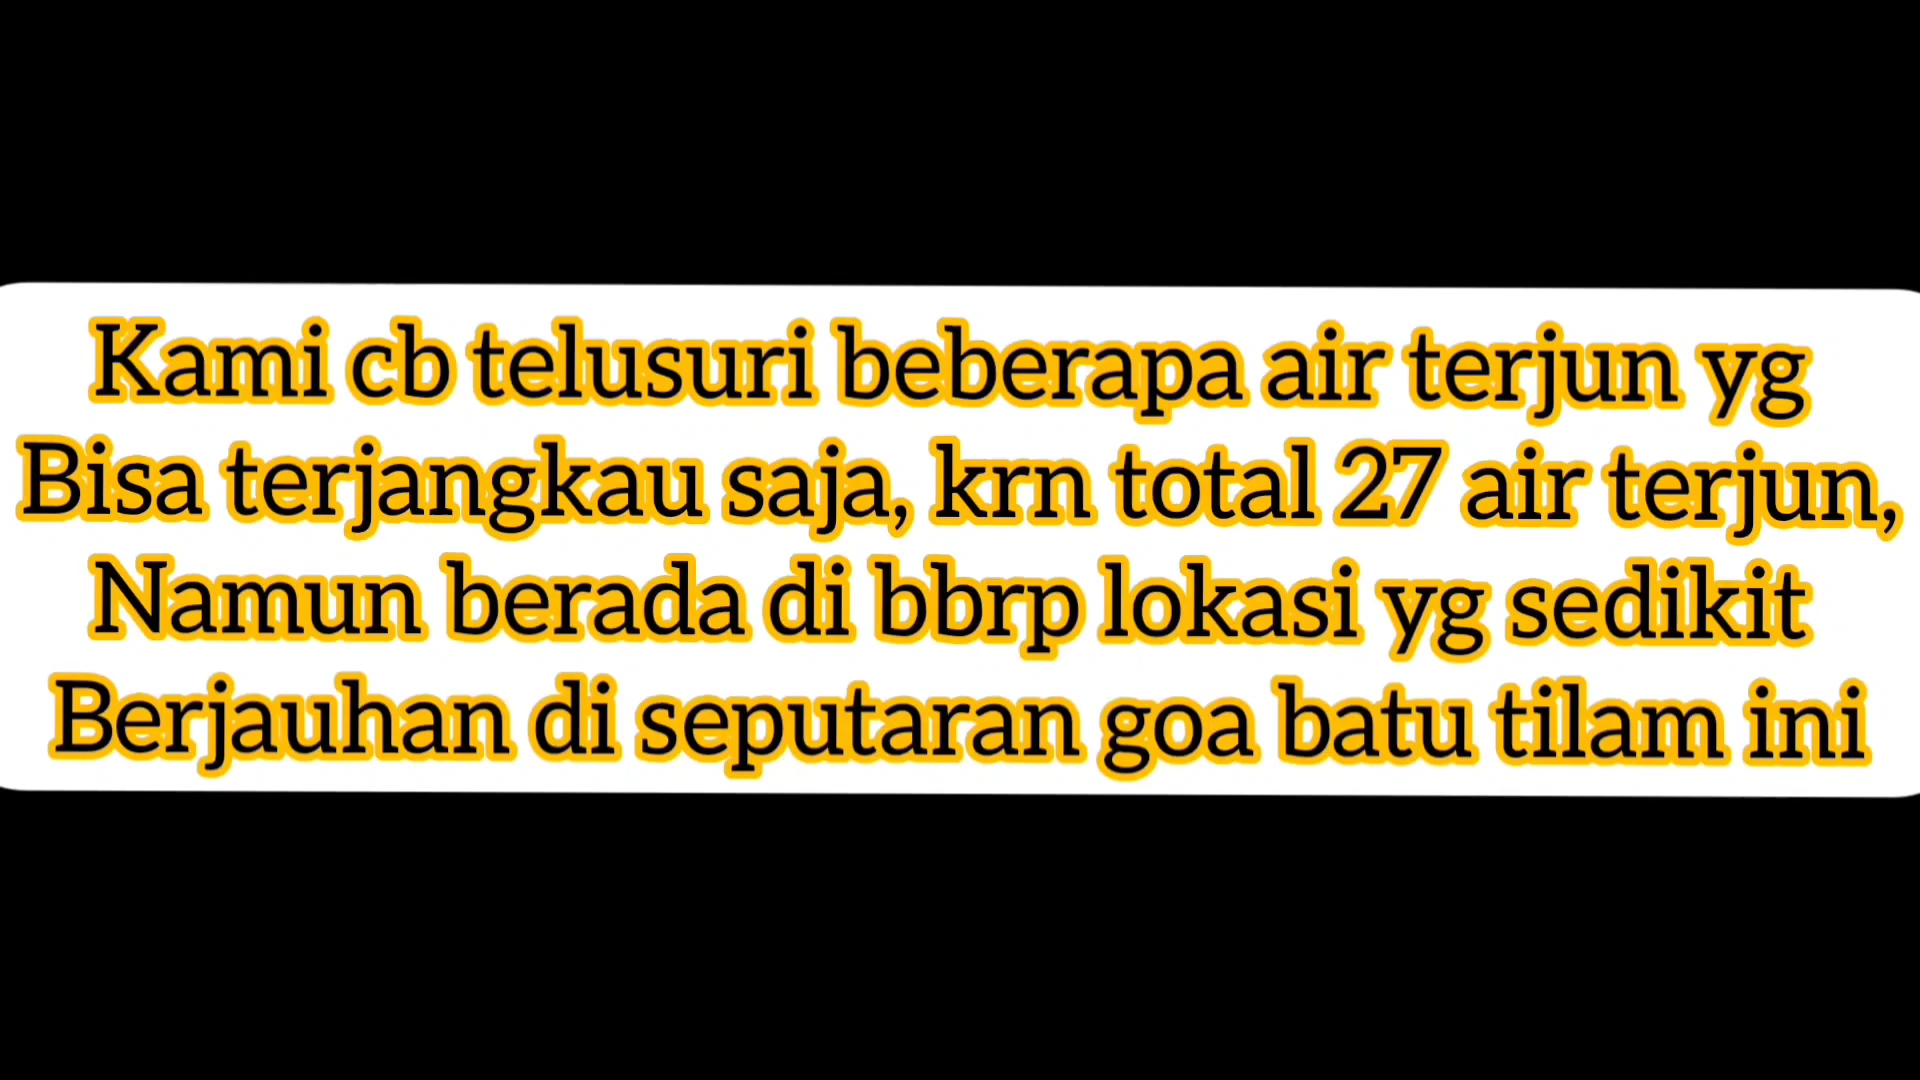 Kami cb telusuri beberapa air terjun yg
Bisa terjangkau saja, krn total 27 air terjun,
Namun berada di bbrp lokasi yg sedikit
Berjauhan di seputaran goa batu tilam ini